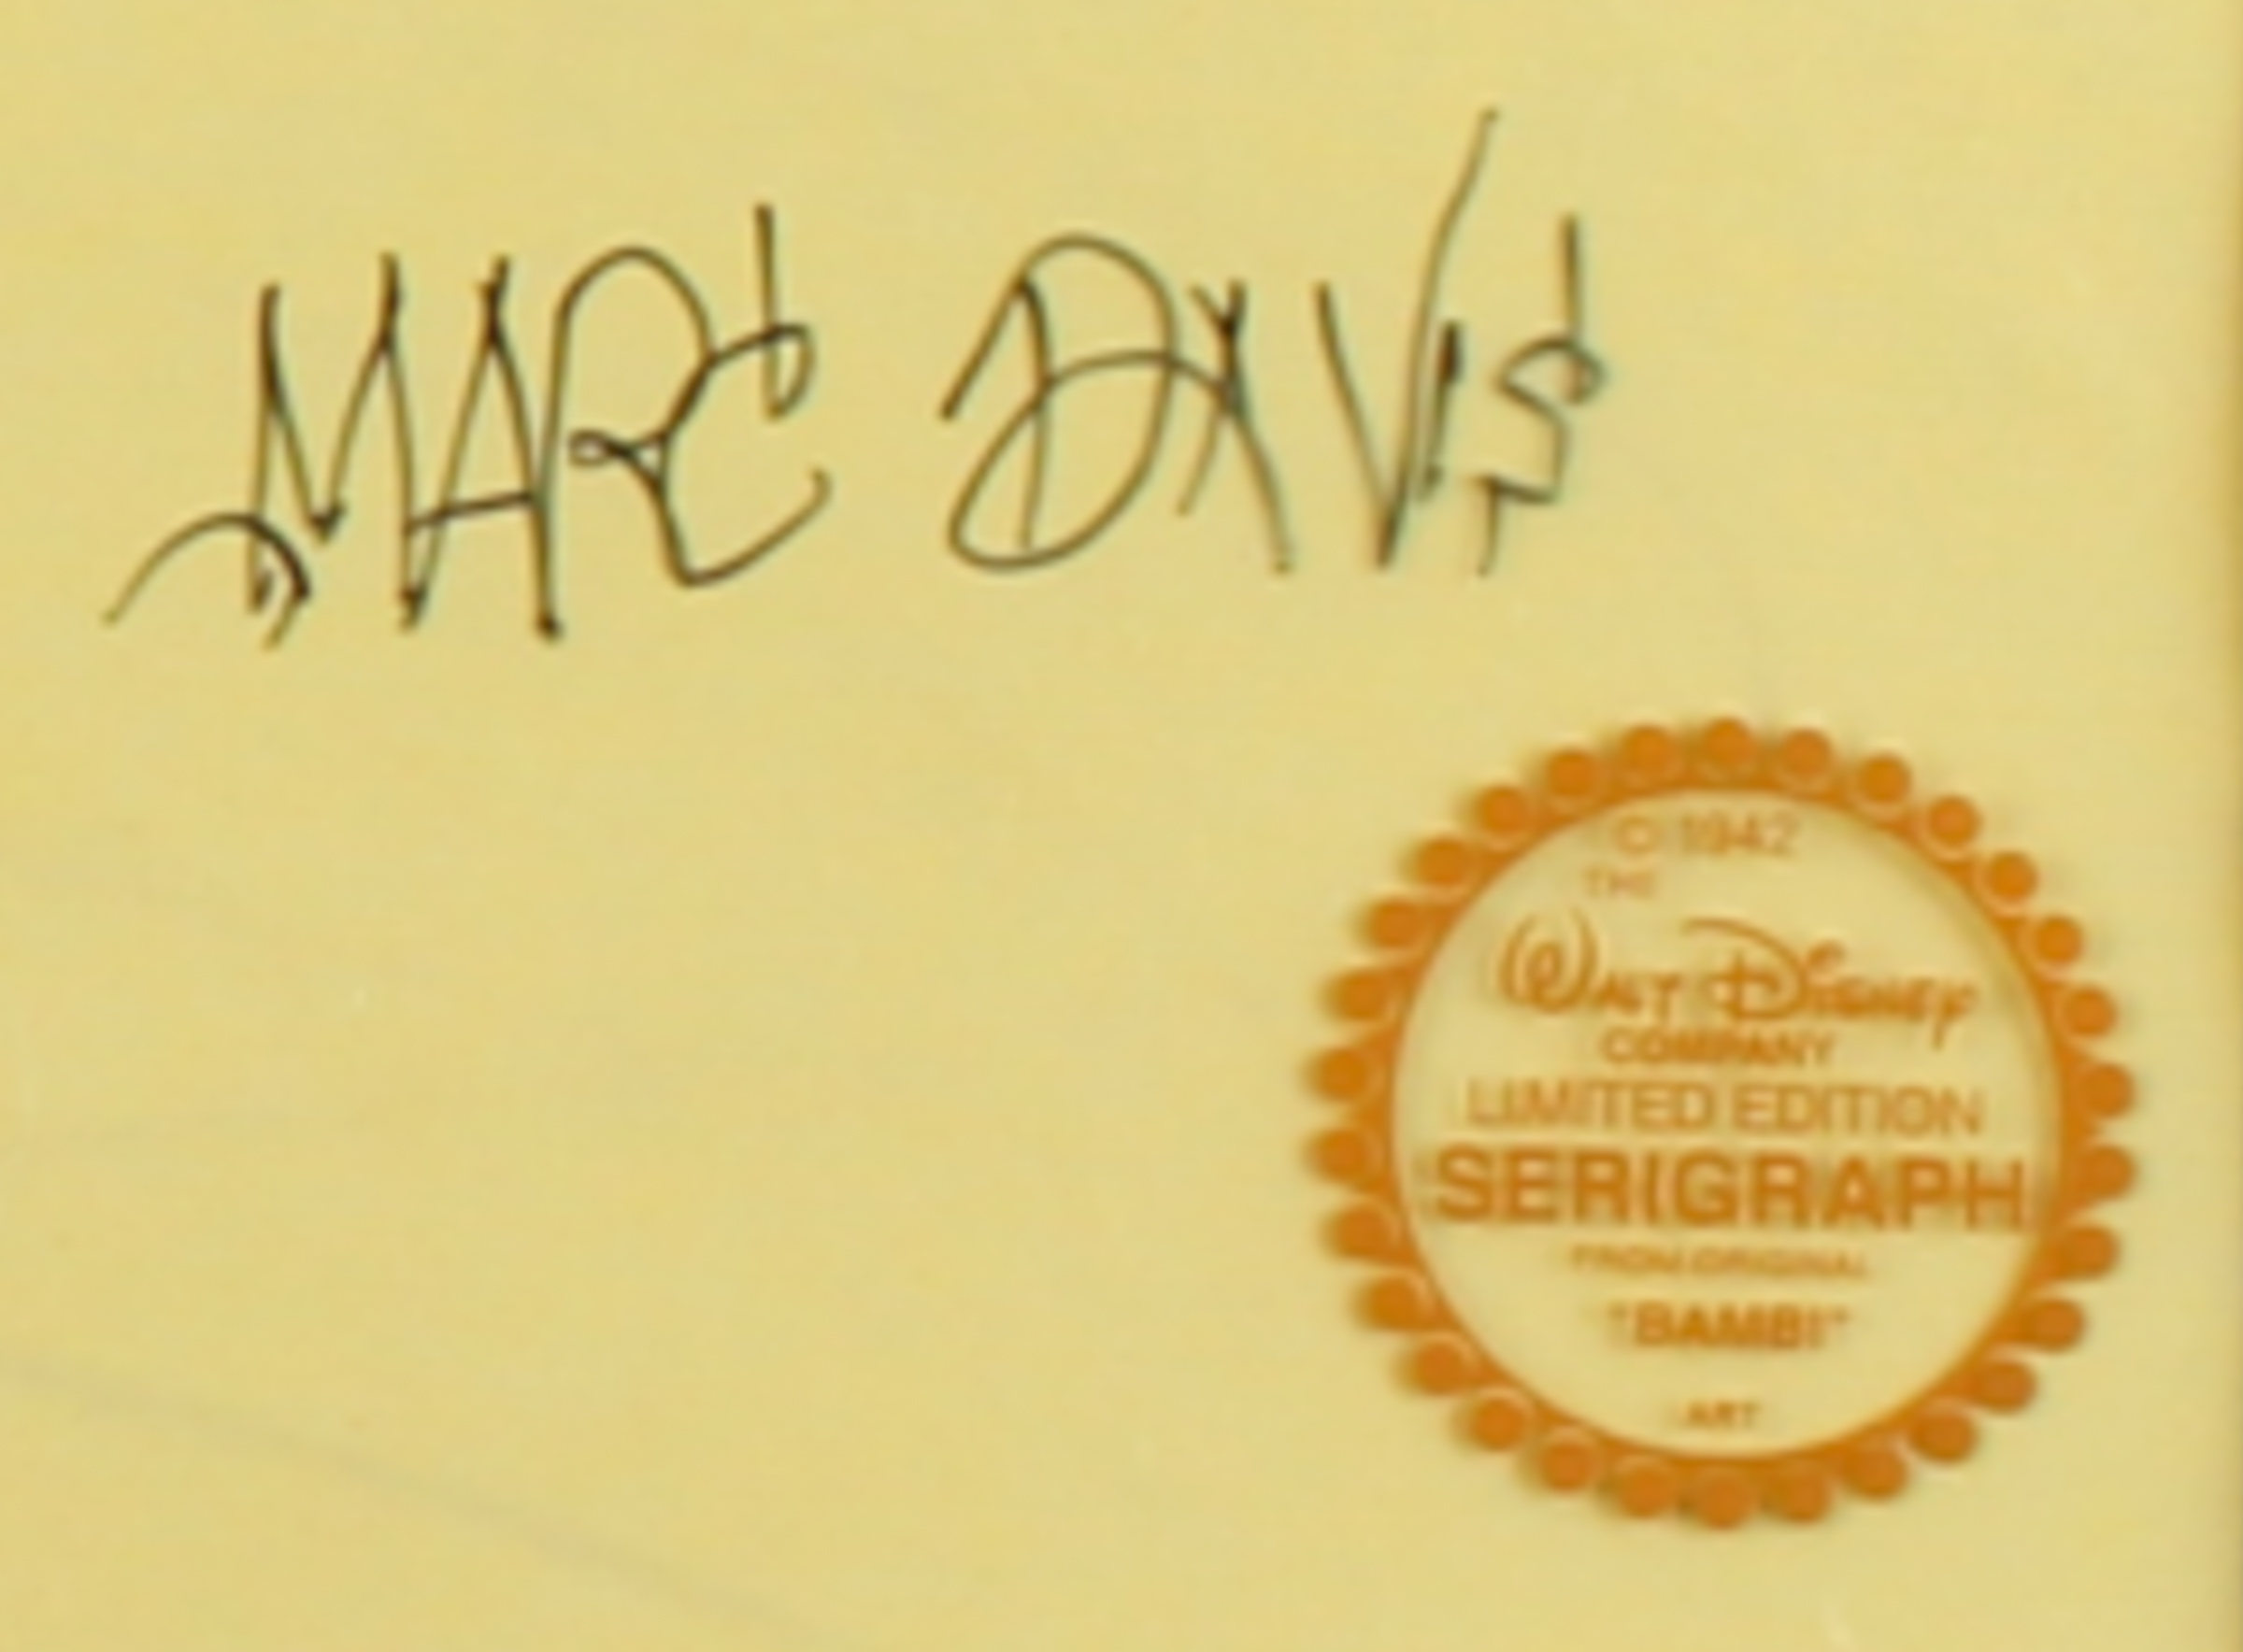 MARC DAVIS
© 1942
THE
WALT DISNEY
COMPANY
LIMITED EDITION
SERIGRAPH
FROM ORIGINAL
"BAMBI"
ART